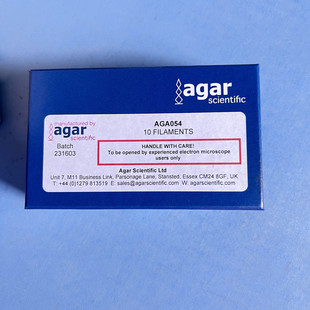 agar
scientific
manufactured by
agar
scientific
AGA054
10 FILAMENTS
Batch
231603
HANDLE WITH CARE!
To be opened by experienced electron microscope
users only
Agar Scientific Ltd
Unit 7, M11 Business Link, Parsonage Lane, Stansted, Essex CM24 8GF, UK
T: +44 (0)1279 813519 E: sales@agarscientific.com W: agarscientific.com